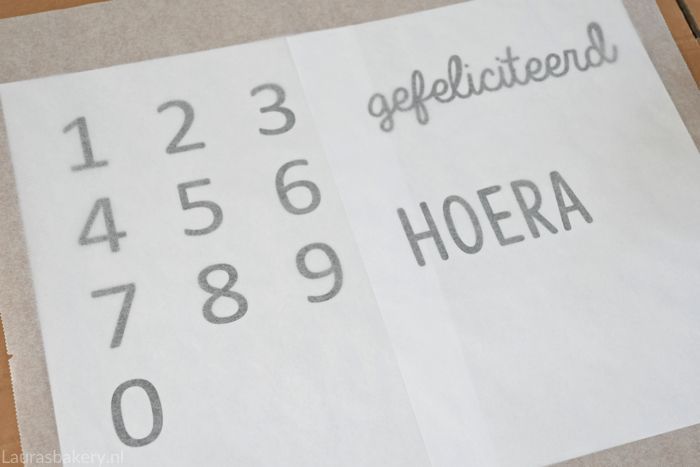 1 2 3
4 5 6
7 8 9
0
gefeliciteerd
HOERA
Laurasbakery.nl